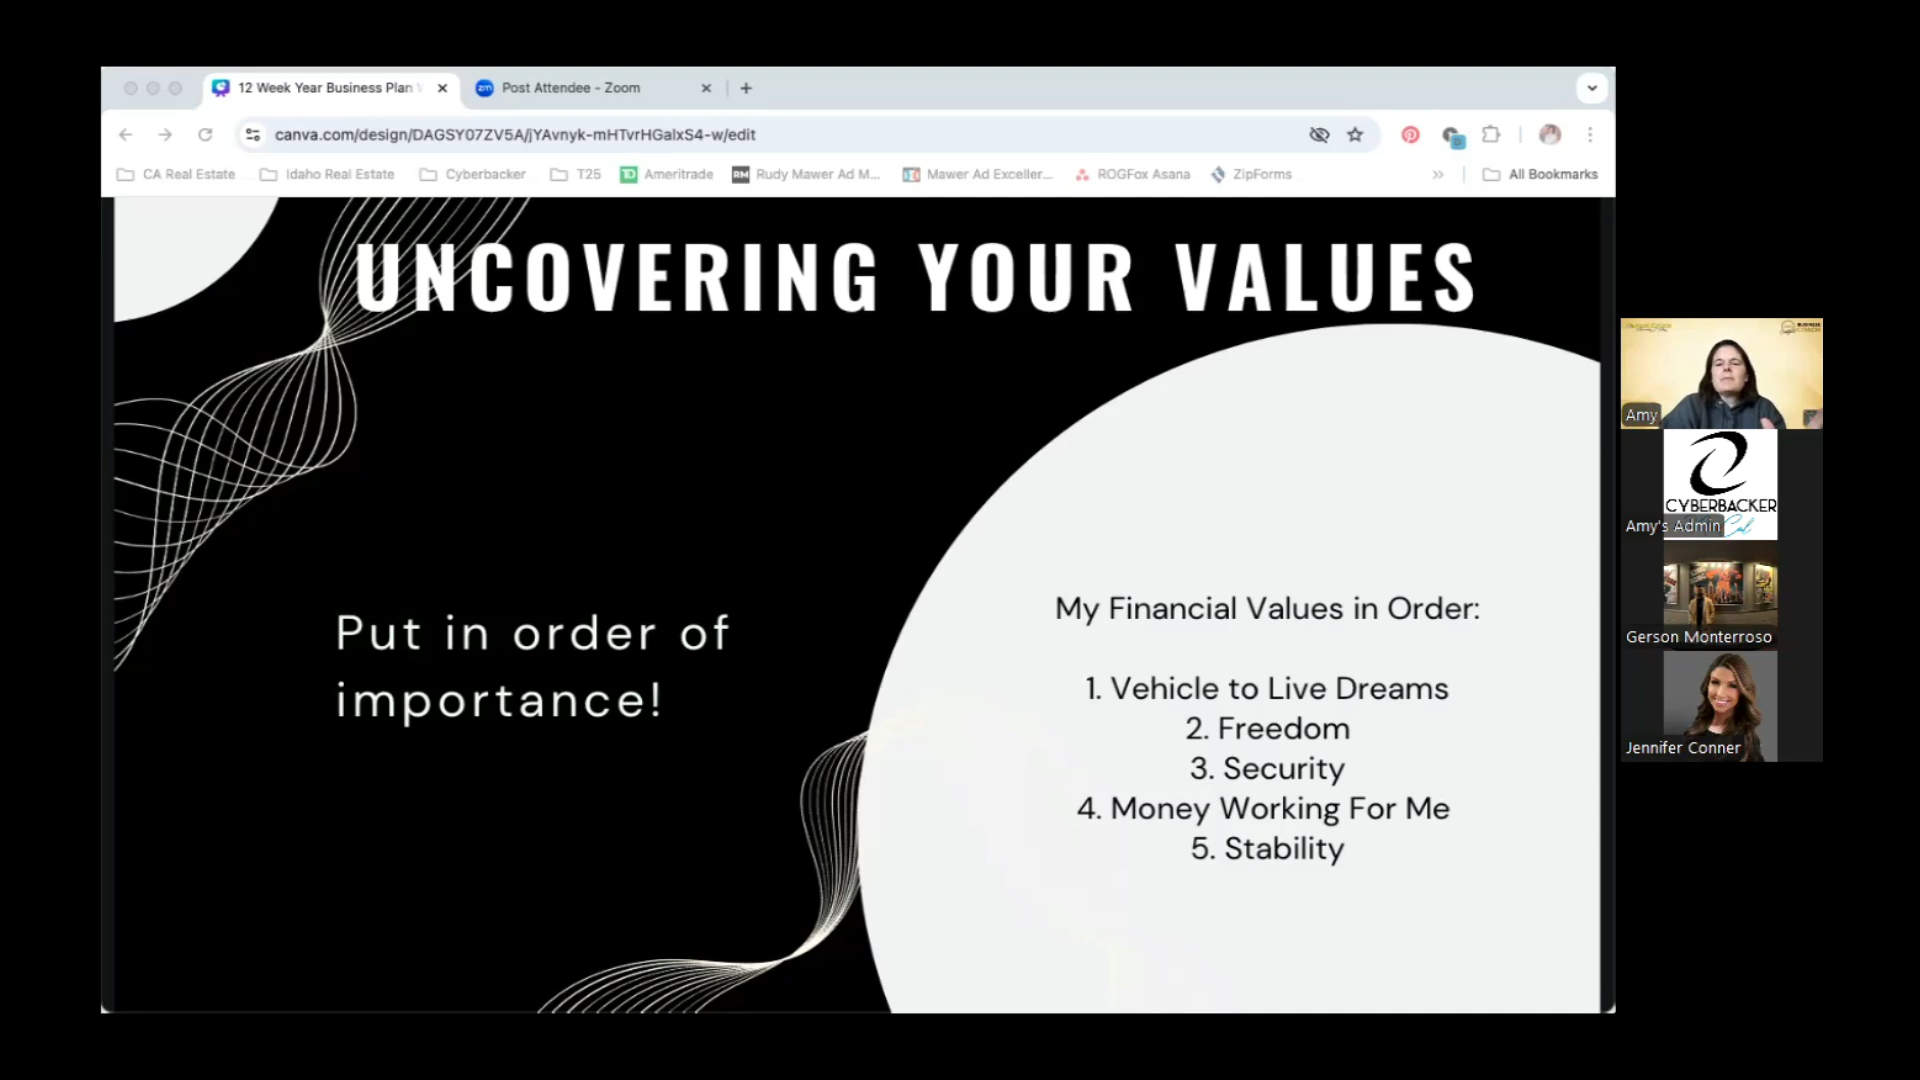 12 Week Year Business Plan
Post Attendee - Zoom
canva.com/design/DAGSY07ZV5A/jYAvnyk-mHTvrHGalxS4-w/edit
CA Real Estate
Idaho Real Estate
Cyberbacker
T25
Ameritrade
RM
Rudy Mawer Ad M...
Mawer Ad Exceller...
ROGFox Asana
ZipForms
All Bookmarks
UNCOVERING YOUR VALUES
Put in order of
importance!
My Financial Values in Order:
1. Vehicle to Live Dreams
2. Freedom
3. Security
4. Money Working For Me
5. Stability
Amy
CYBERBACKER
Amy's Admin
Gerson Monterroso
Jennifer Conner